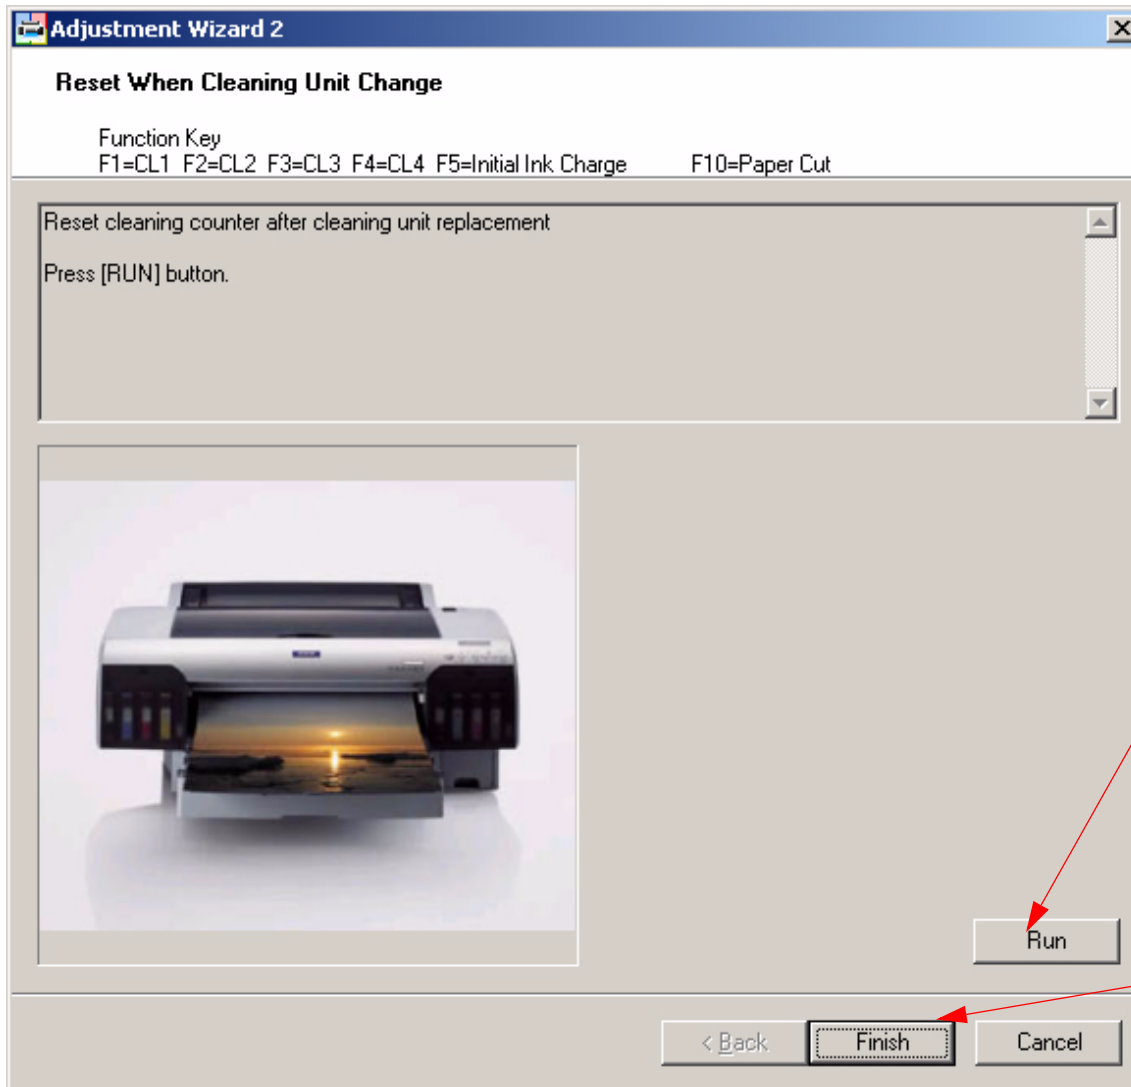 Adjustment Wizard 2
Reset When Cleaning Unit Change
Function Key
F1=CL1 F2=CL2 F3=CL3 F4=CL4 F5=Initial Ink Charge F10=Paper Cut
Reset cleaning counter after cleaning unit replacement
Press [RUN] button.
Run
< Back Finish Cancel